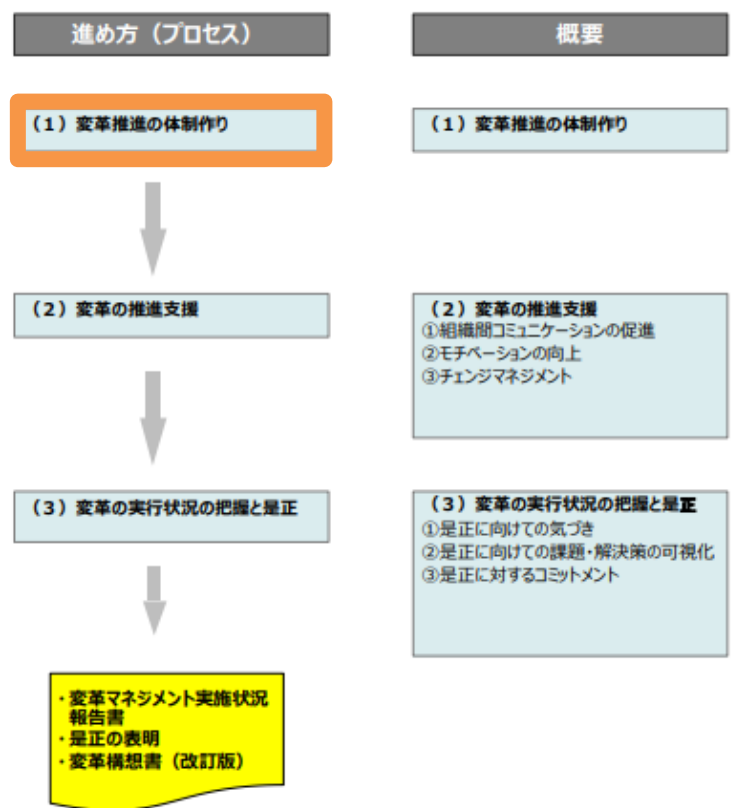 進め方（プロセス）
概要
（１）変革推進の体制作り
（１）変革推進の体制作り
（２）変革の推進支援
（２）変革の推進支援
①組織間コミュニケーションの促進
②モチベーションの向上
③チェンジマネジメント
（３）変革の実行状況の把握と是正
（３）変革の実行状況の把握と是正
①是正に向けての気づき
②是正に向けての課題・解決策の可視化
③是正に対するコミットメント
・変革マネジメント実施状況
報告書
・是正の表明
・変革構想書（改訂版）